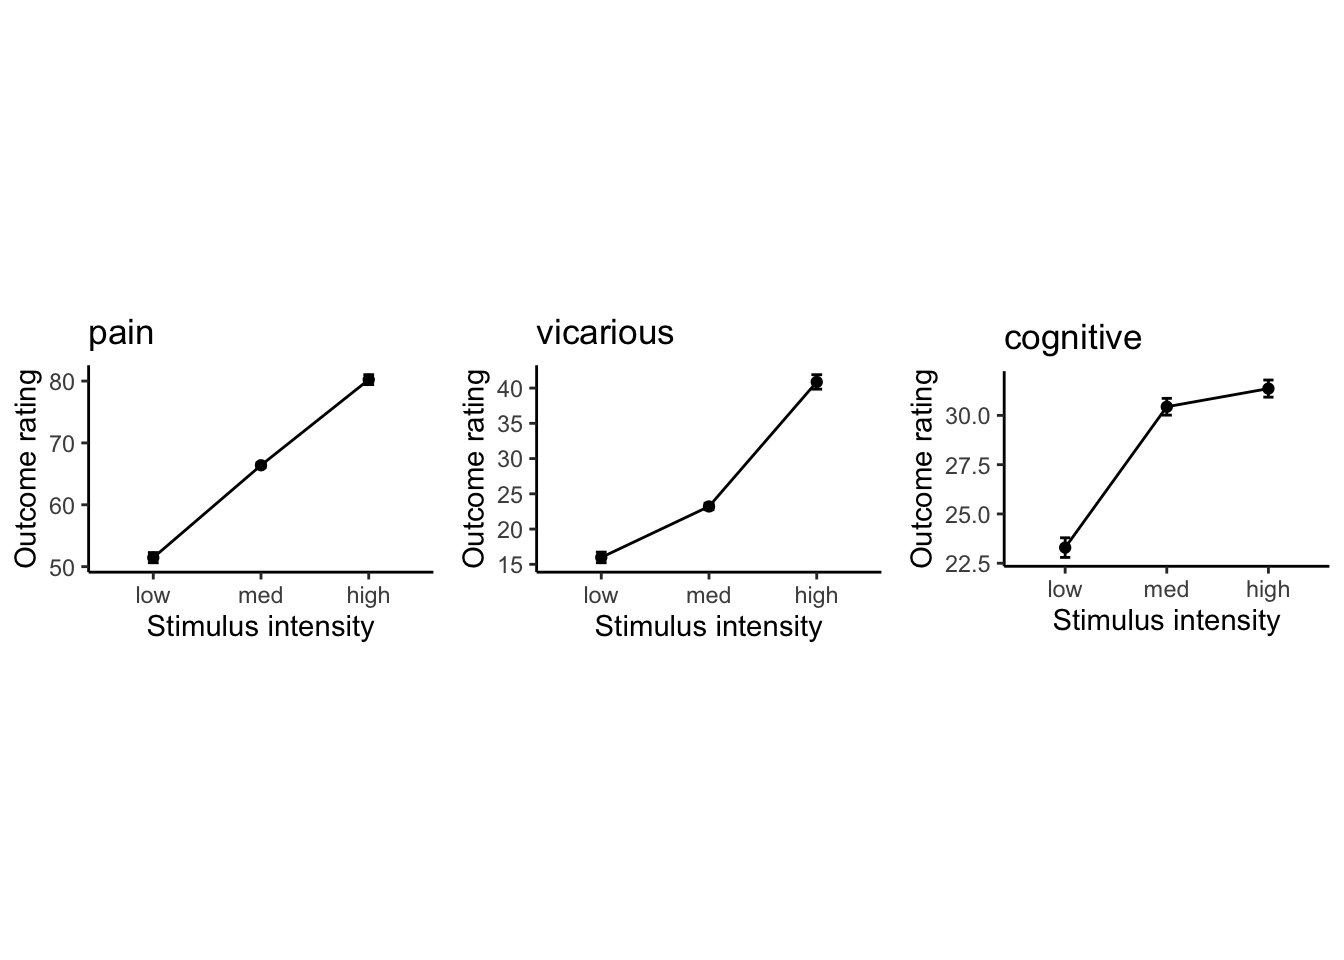 pain
Outcome rating
80
70
60
50
low med high
Stimulus intensity
vicarious
Outcome rating
40
35
30
25
20
15
low med high
Stimulus intensity
cognitive
Outcome rating
30.0
27.5
25.0
22.5
low med high
Stimulus intensity